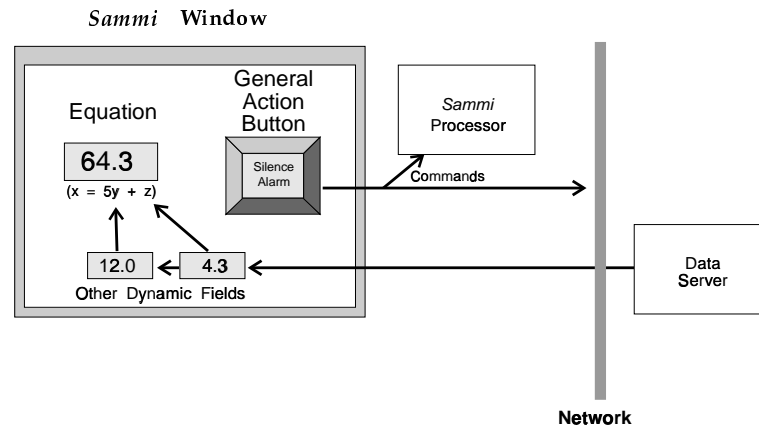 Sammi Window
General
Action
Button
Equation
64.3
(x = 5y + z)
Silence
Alarm
Sammi
Processor
Commands
12.0
4.3
Other Dynamic Fields
Data
Server
Network